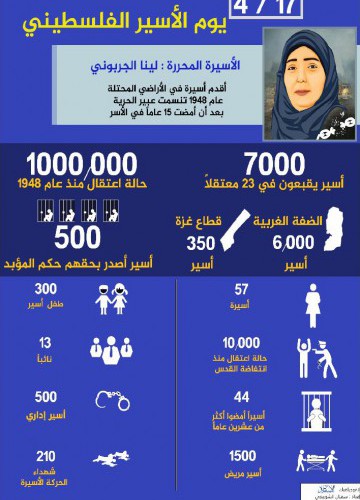 4 / 17
يوم الأسير الفلسطيني
الأسيرة المحررة : لينا الجربوني
أقدم أسيرة في الأراضي المحتلة
عام 1948 تنسمت عبير الحرية
بعد أن أمضت 15 عاماً في الأسر
7000
أسير يقبعون في 23 معتقلاً
1000,000
حالة اعتقال منذ عام 1948
الضفة الغربية
6,000
أسير
قطاع غزة
350
أسير
500
أسير أصدر بحقهم حكم المؤبد
57
أسيرة
300
طفل أسير
10,000
حالة اعتقال منذ
انتفاضة القدس
13
نائباً
44
أسيراً أمضوا أكثر
من عشرين عاماً
500
أسير إداري
1500
أسير مريض
210
شهداء
الحركة الأسيرة